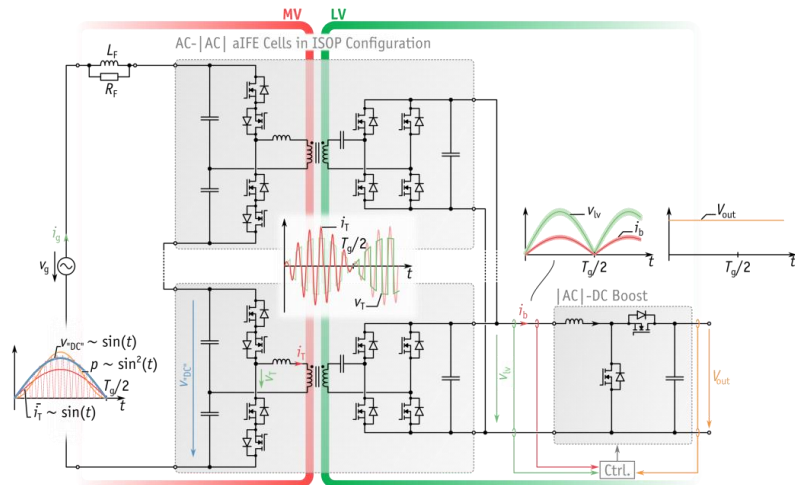 MV
LV
AC-|AC| aIFE Cells in ISOP Configuration
L_F
R_F
i_g
v_g
i_T
T_g/2
t
v_T
v_lv
i_b
T_g/2
t
V_out
T_g/2
t
|AC|-DC Boost
i_b
v_"DC" ~ sin(t)
p ~ sin²(t)
T_g/2
t
i̅_T ~ sin(t)
v_"DC"
i_T
v_T
v_lv
V_out
Ctrl.